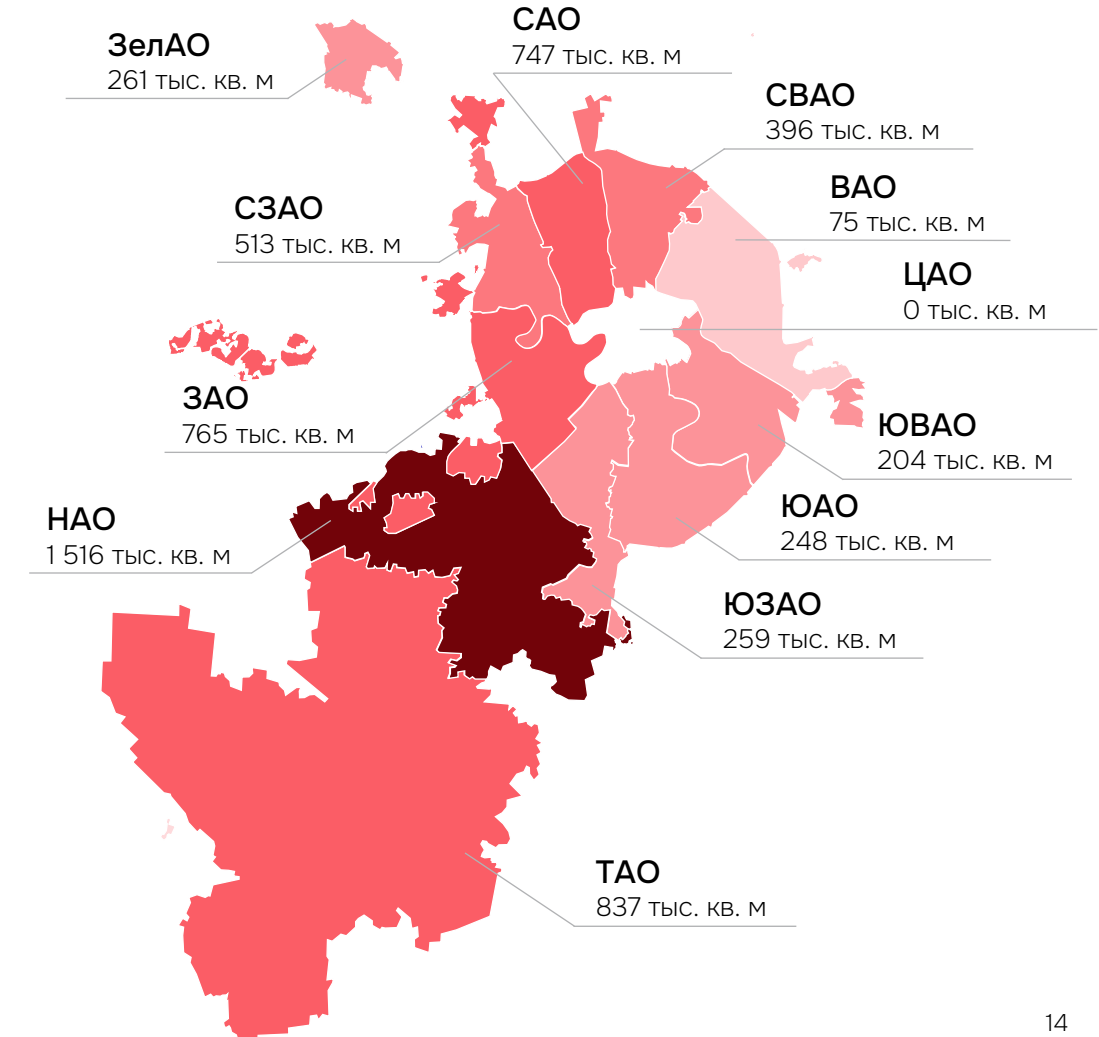 САО
747 тыс. кв. м
ЗелАО
261 тыс. кв. м
СВАО
396 тыс. кв. м
ВАО
75 тыс. кв. м
СЗАО
513 тыс. кв. м
ЦАО
0 тыс. кв. м
ЗАО
765 тыс. кв. м
ЮВАО
204 тыс. кв. м
НАО
1 516 тыс. кв. м
ЮАО
248 тыс. кв. м
ЮЗАО
259 тыс. кв. м
ТАО
837 тыс. кв. м
14